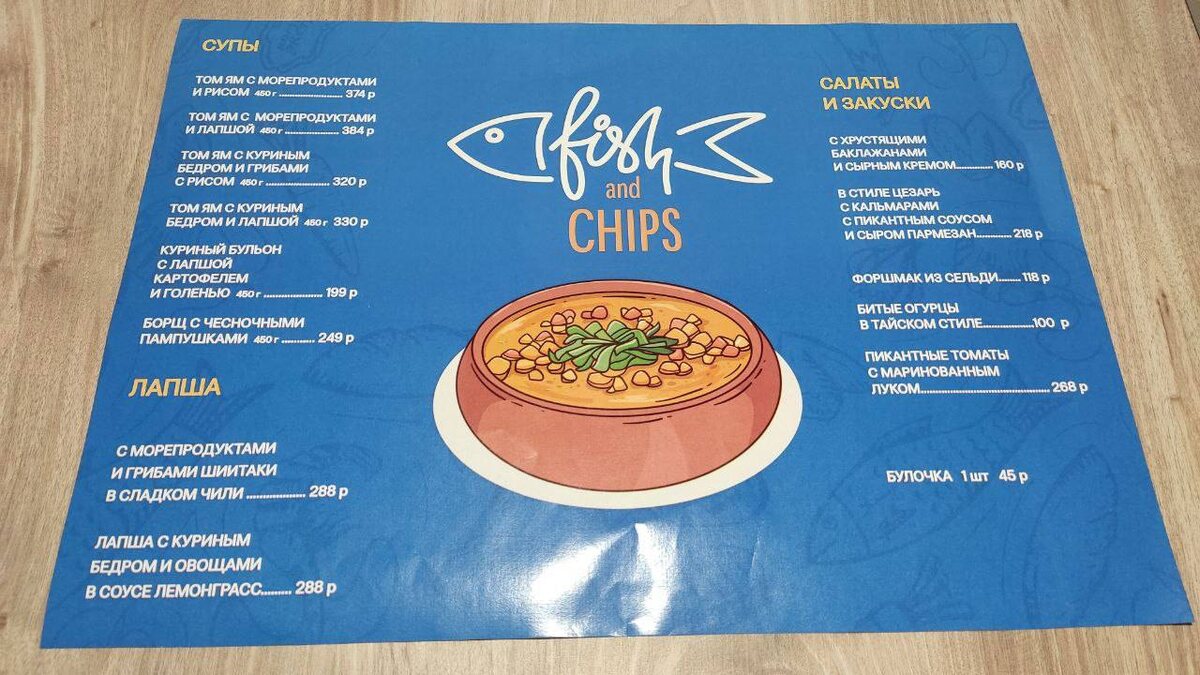 СУПЫ
ТОМ ЯМ С МОРЕПРОДУКТАМИ
И РИСОМ 450 г ........................ 374 р
ТОМ ЯМ С МОРЕПРОДУКТАМИ
И ЛАПШОЙ 450 г .................... 384 р
ТОМ ЯМ С КУРИНЫМ
БЕДРОМ И ГРИБАМИ
С РИСОМ 450 г ........................ 320 р
ТОМ ЯМ С КУРИНЫМ
БЕДРОМ И ЛАПШОЙ 450 г 330 р
КУРИНЫЙ БУЛЬОН
С ЛАПШОЙ
КАРТОФЕЛЕМ
И ГОЛЕНЬЮ 450 г .................... 199 р
БОРЩ С ЧЕСНОЧНЫМИ
ПАМПУШКАМИ 450 г ........... 249 р
ЛАПША
С МОРЕПРОДУКТАМИ
И ГРИБАМИ ШИИТАКИ
В СЛАДКОМ ЧИЛИ .................. 288 р
ЛАПША С КУРИНЫМ
БЕДРОМ И ОВОЩАМИ
В СОУСЕ ЛЕМОНГРАСС......... 288 р
fish
and
CHIPS
САЛАТЫ
И ЗАКУСКИ
С ХРУСТЯЩИМИ
БАКЛАЖАНАМИ
И СЫРНЫМ КРЕМОМ............ 160 р
В СТИЛЕ ЦЕЗАРЬ
С КАЛЬМАРАМИ
С ПИКАНТНЫМ СОУСОМ
И СЫРОМ ПАРМЕЗАН............ 218 р
ФОРШМАК ИЗ СЕЛЬДИ....... 118 р
БИТЫЕ ОГУРЦЫ
В ТАЙСКОМ СТИЛЕ................100 р
ПИКАНТНЫЕ ТОМАТЫ
С МАРИНОВАННЫМ
ЛУКОМ.......................................... 268 р
БУЛОЧКА 1 шт 45 р